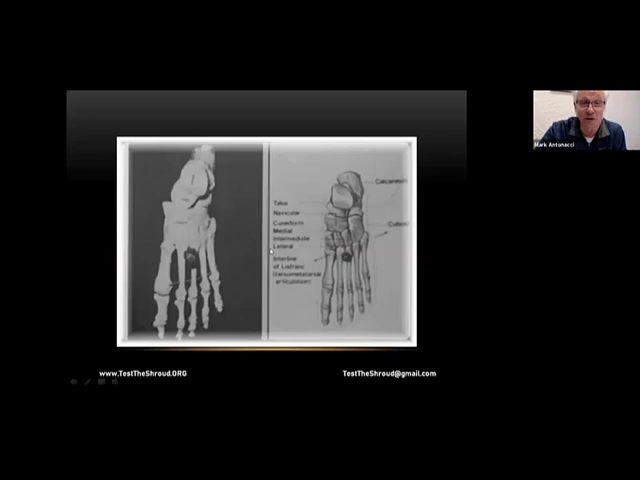 Mark Antonacci
Talus
Navicular
Cuneiform
Medial
Intermediate
Lateral
Interline
of Lisfranc
(tarsometatarsal
articulation)
Calcaneus
Cuboid
www.TestTheShroud.ORG
TestTheShroud@gmail.com